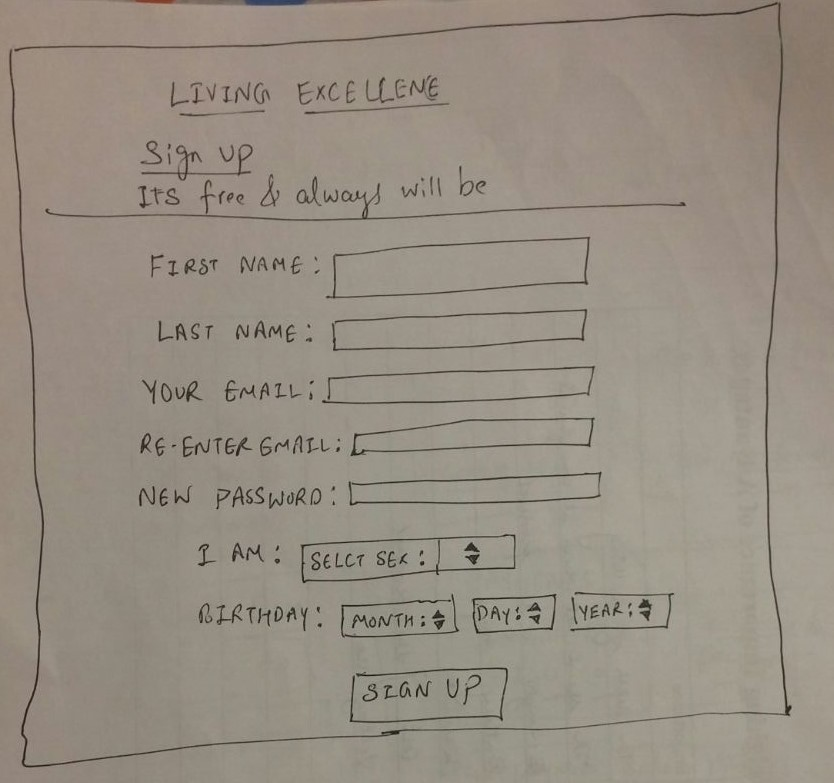 LIVING EXCELLENE
Sign up
ITS free & always will be
FIRST NAME:
LAST NAME:
YOUR EMAIL:
RE-ENTER EMAIL:
NEW PASSWORD:
I AM: SELCT SEX:
BIRTHDAY: MONTH: DAY: YEAR:
SIGN UP